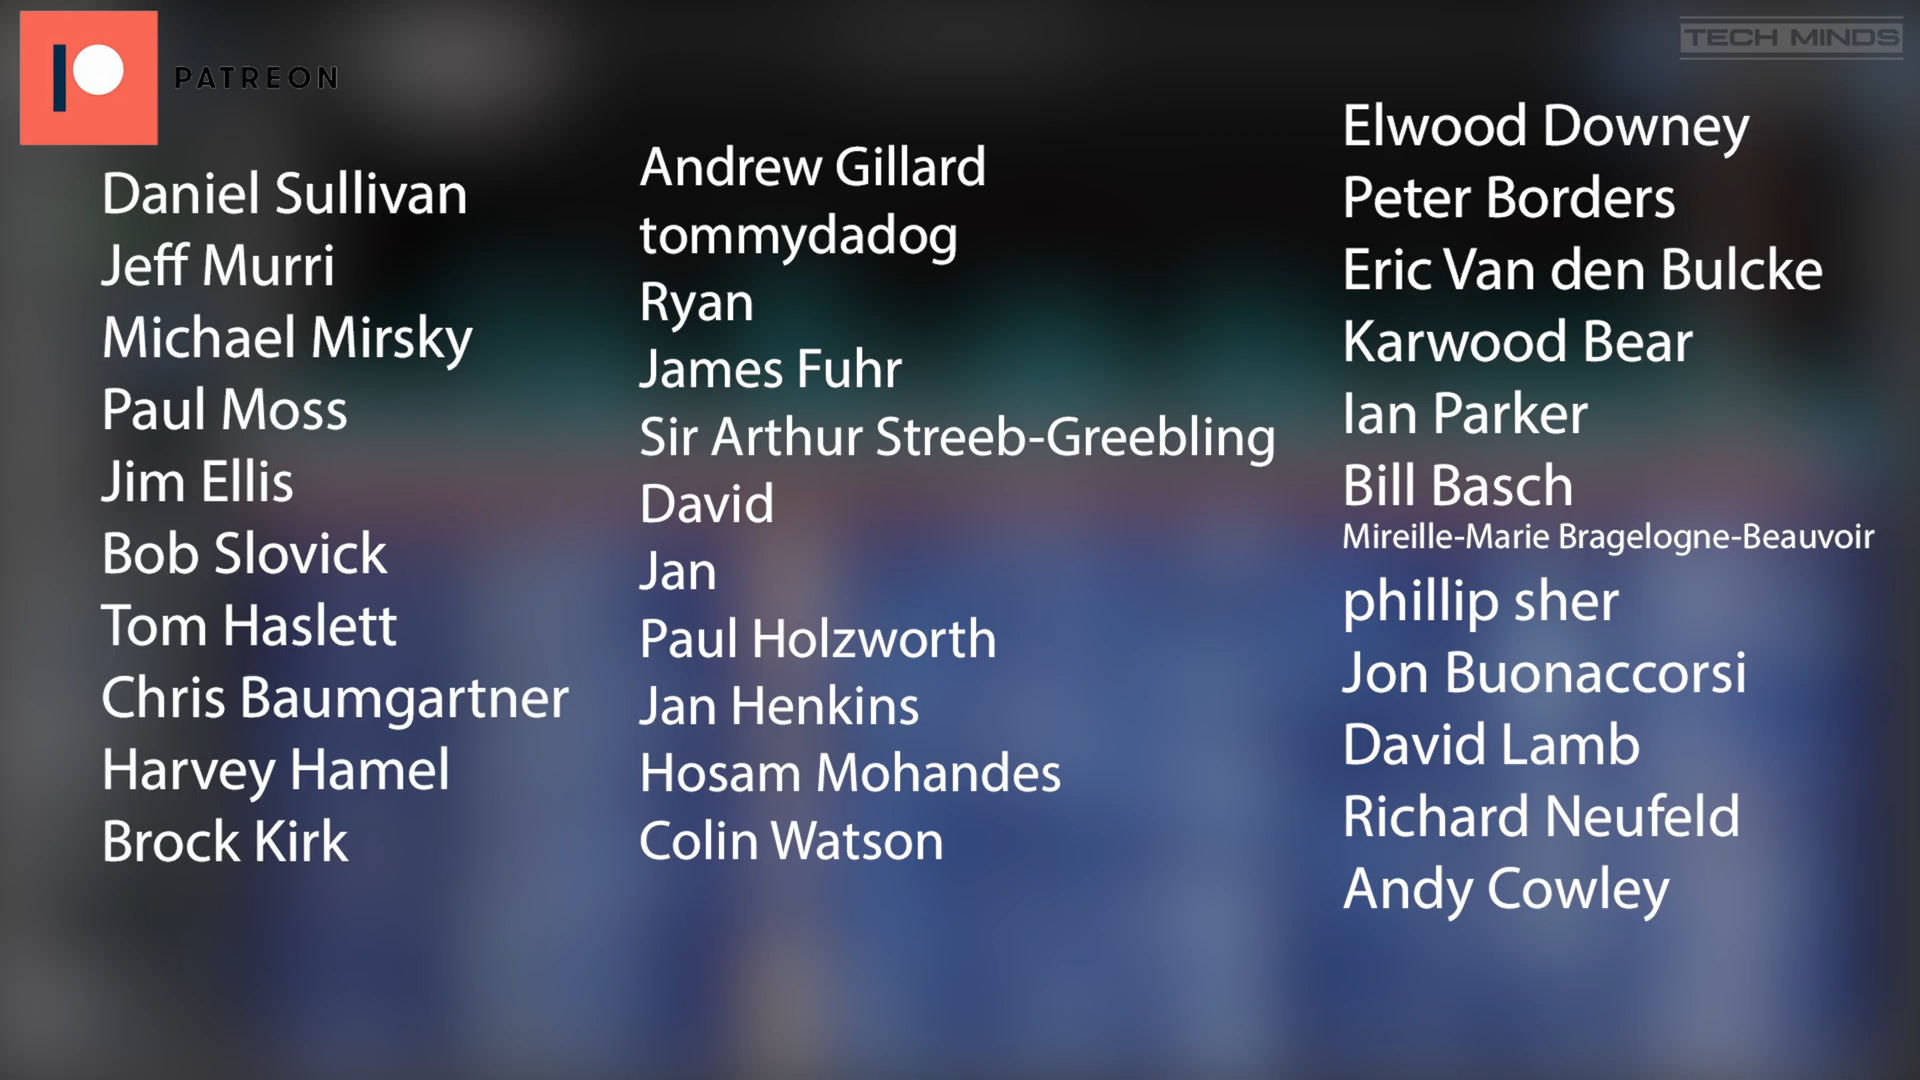 PATREON
TECH MINDS
Daniel Sullivan
Jeff Murri
Michael Mirsky
Paul Moss
Jim Ellis
Bob Slovick
Tom Haslett
Chris Baumgartner
Harvey Hamel
Brock Kirk
Andrew Gillard
tommydadog
Ryan
James Fuhr
Sir Arthur Streeb-Greebling
David
Jan
Paul Holzworth
Jan Henkins
Hosam Mohandes
Colin Watson
Elwood Downey
Peter Borders
Eric Van den Bulcke
Karwood Bear
Ian Parker
Bill Basch
Mireille-Marie Bragelogne-Beauvoir
phillip sher
Jon Buonaccorsi
David Lamb
Richard Neufeld
Andy Cowley